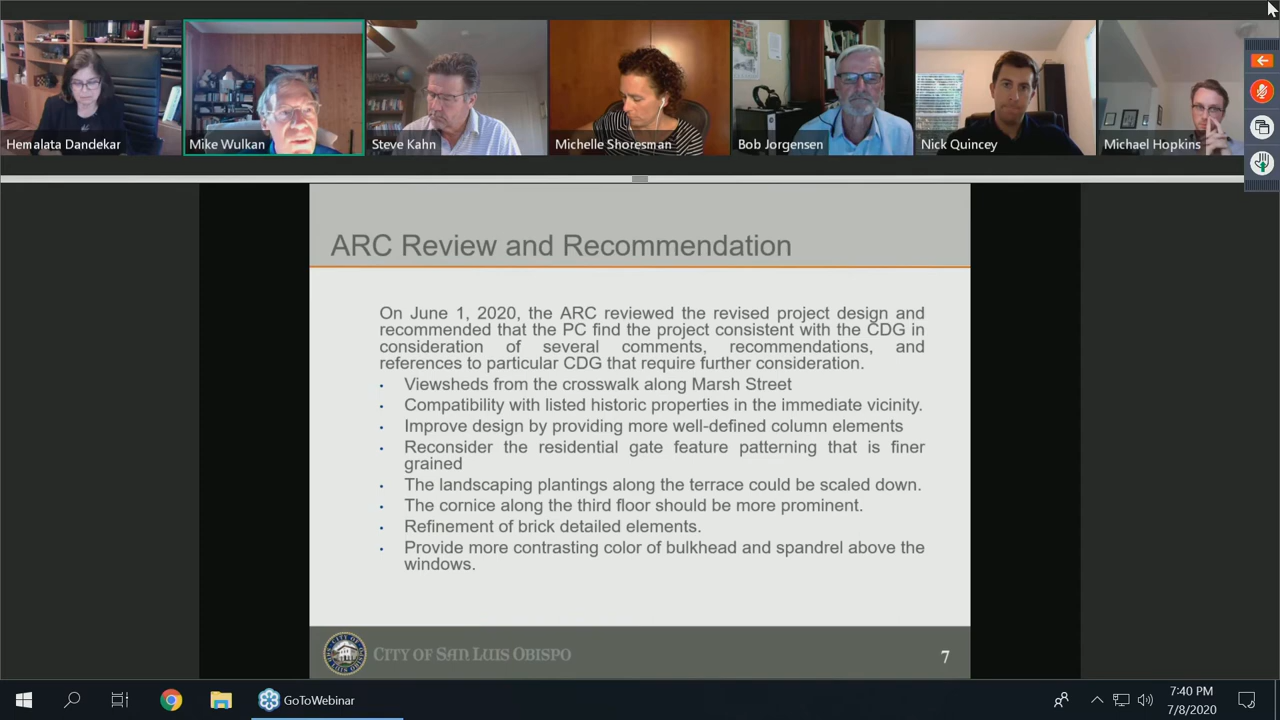 Hemalata Dandekar
Mike Wulkan
Steve Kahn
Michelle Shoresman
Bob Jorgensen
Nick Quincey
Michael Hopkins
ARC Review and Recommendation
On June 1, 2020, the ARC reviewed the revised project design and
recommended that the PC find the project consistent with the CDG in
consideration of several comments, recommendations, and
references to particular CDG that require further consideration.
• Viewsheds from the crosswalk along Marsh Street
• Compatibility with listed historic properties in the immediate vicinity.
• Improve design by providing more well-defined column elements
• Reconsider the residential gate feature patterning that is finer
grained
• The landscaping plantings along the terrace could be scaled down.
• The cornice along the third floor should be more prominent.
• Refinement of brick detailed elements.
• Provide more contrasting color of bulkhead and spandrel above the
windows.
CITY OF SAN LUIS OBISPO
7
GoToWebinar
7:40 PM
7/8/2020